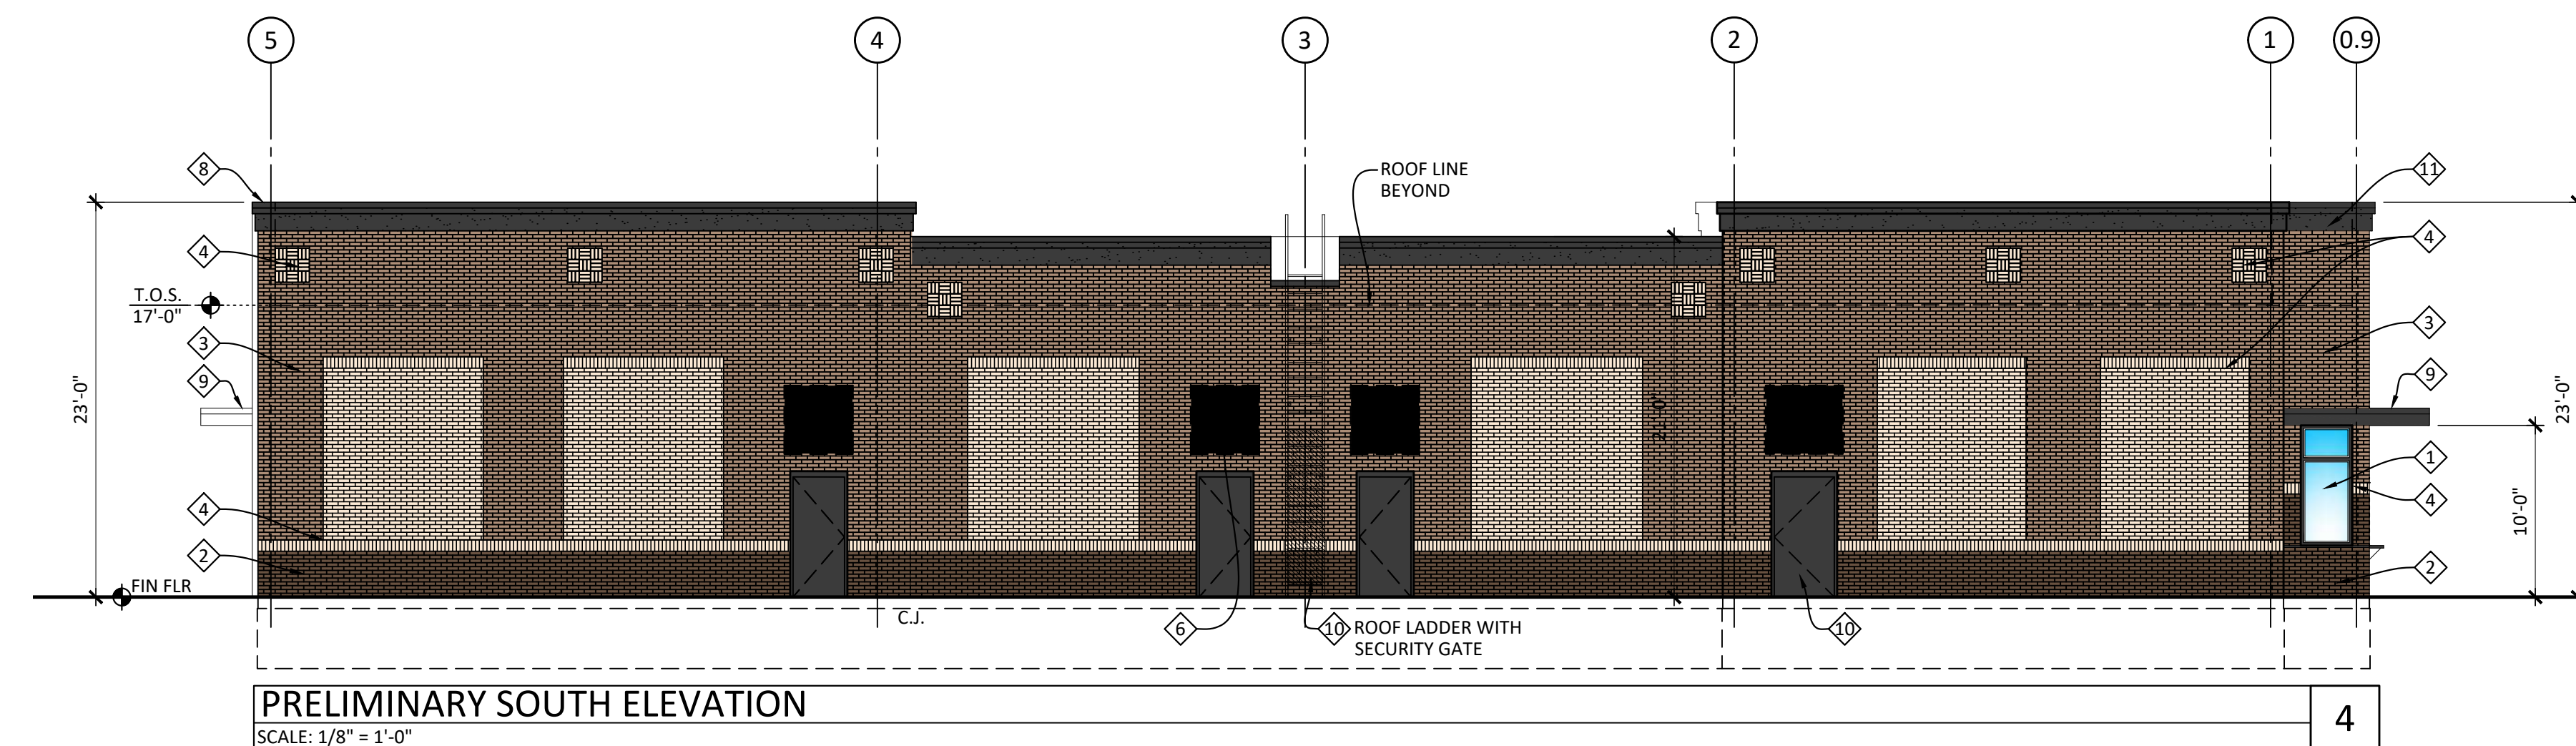 5
4
3
2
1
0.9
8
ROOF LINE
BEYOND
11
4
4
T.O.S.
17'-0"
3
3
9
9
23'-0"
23'-0"
1
4
4
10'-0"
2
2
FIN FLR
C.J.
6
10 ROOF LADDER WITH
SECURITY GATE
10
PRELIMINARY SOUTH ELEVATION
4
SCALE: 1/8" = 1'-0"